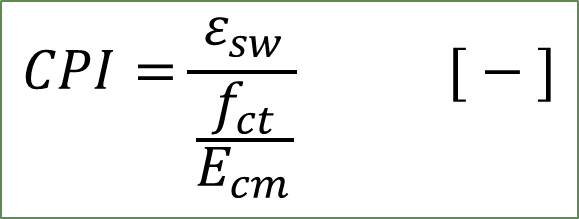 CPI = ε_sw / (f_ct / E_cm) [ − ]